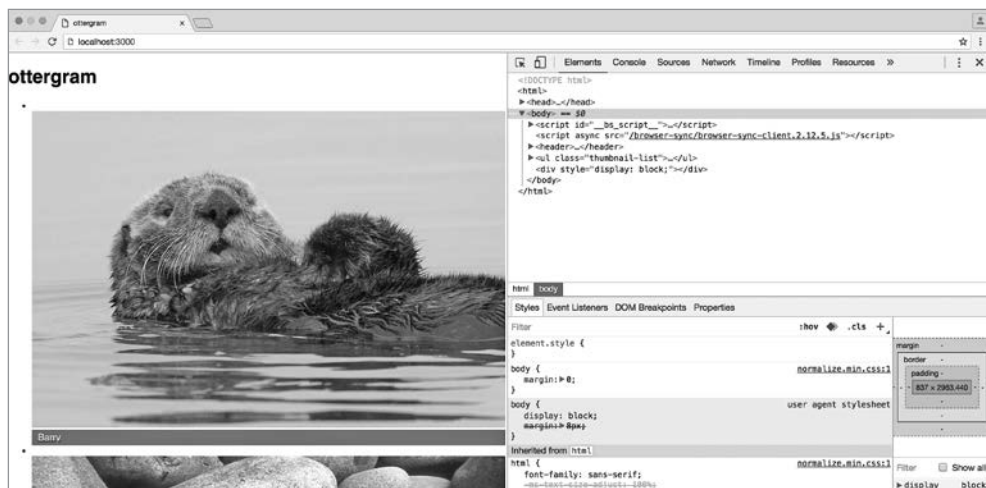 ottergram
localhost:3000
ottergram
Barry
Elements Console Sources Network Timeline Profiles Resources »
<!DOCTYPE html>
<html>
<head>…</head>
<body> == $0
<script id="__bs_script__">…</script>
<script async src="/browser-sync/browser-sync-client.2.12.5.js"></script>
<header>…</header>
<ul class="thumbnail-list">…</ul>
<div style="display: block;"></div>
</body>
</html>
html body
Styles Event Listeners DOM Breakpoints Properties
Filter :hov .cls +
element.style {
}
body { normalize.min.css:1
margin: 0;
}
body { user agent stylesheet
display: block;
margin: 8px;
}
Inherited from html
html { normalize.min.css:1
font-family: sans-serif;
-ms-text-size-adjust: 100%;
margin -
border -
padding -
837 × 2983.440
Filter Show all
display block